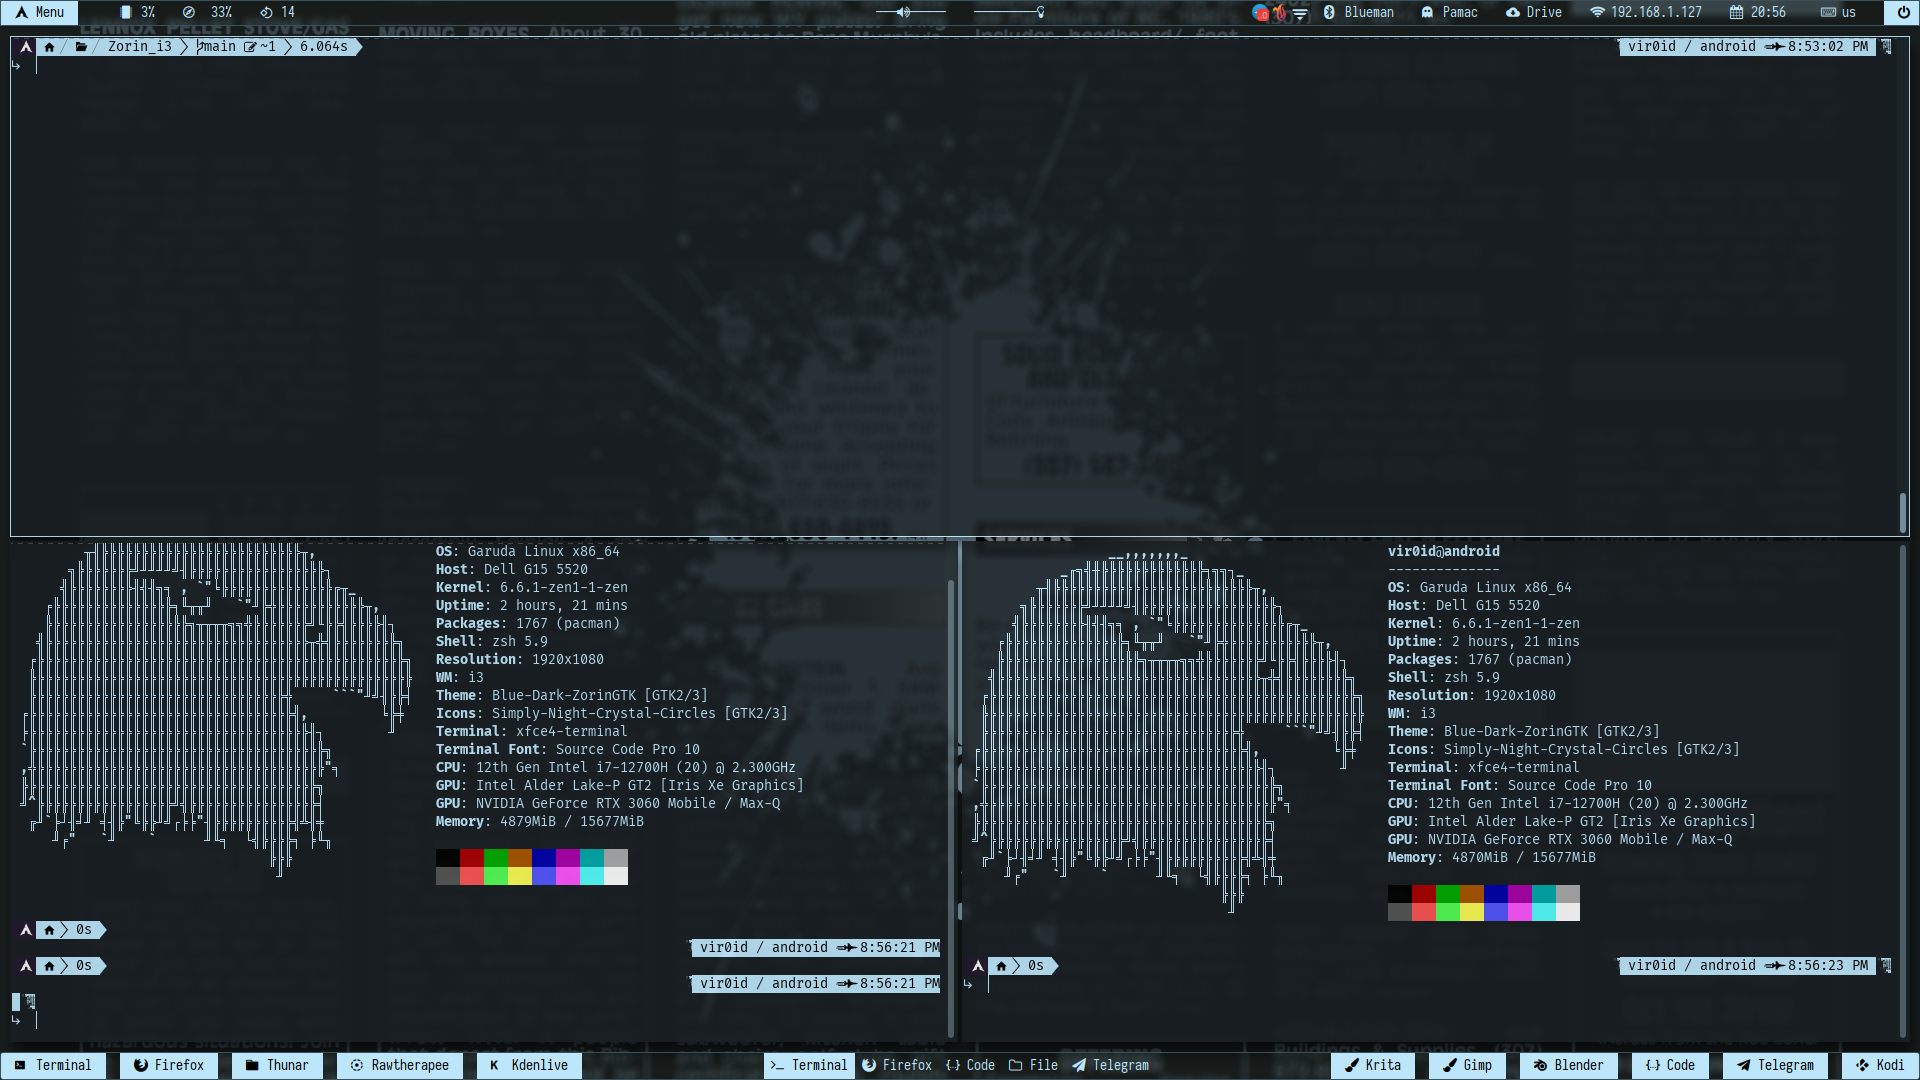 Menu 3% 33% 14 .0 Blueman Pamac Drive 192.168.1.127 20:56 us
Zorin_i3 main ~1 6.064s vir0id / android 8:53:02 PM
OS: Garuda Linux x86_64
Host: Dell G15 5520
Kernel: 6.6.1-zen1-1-zen
Uptime: 2 hours, 21 mins
Packages: 1767 (pacman)
Shell: zsh 5.9
Resolution: 1920x1080
WM: i3
Theme: Blue-Dark-ZorinGTK [GTK2/3]
Icons: Simply-Night-Crystal-Circles [GTK2/3]
Terminal: xfce4-terminal
Terminal Font: Source Code Pro 10
CPU: 12th Gen Intel i7-12700H (20) @ 2.300GHz
GPU: Intel Alder Lake-P GT2 [Iris Xe Graphics]
GPU: NVIDIA GeForce RTX 3060 Mobile / Max-Q
Memory: 4879MiB / 15677MiB
0s
vir0id / android 8:56:21 PM
0s
vir0id / android 8:56:21 PM
vir0id@android
--------------
OS: Garuda Linux x86_64
Host: Dell G15 5520
Kernel: 6.6.1-zen1-1-zen
Uptime: 2 hours, 21 mins
Packages: 1767 (pacman)
Shell: zsh 5.9
Resolution: 1920x1080
WM: i3
Theme: Blue-Dark-ZorinGTK [GTK2/3]
Icons: Simply-Night-Crystal-Circles [GTK2/3]
Terminal: xfce4-terminal
Terminal Font: Source Code Pro 10
CPU: 12th Gen Intel i7-12700H (20) @ 2.300GHz
GPU: Intel Alder Lake-P GT2 [Iris Xe Graphics]
GPU: NVIDIA GeForce RTX 3060 Mobile / Max-Q
Memory: 4870MiB / 15677MiB
0s vir0id / android 8:56:23 PM
Terminal Firefox Thunar Rawtherapee Kdenlive Terminal Firefox Code File Telegram Krita Gimp Blender Code Telegram Kodi